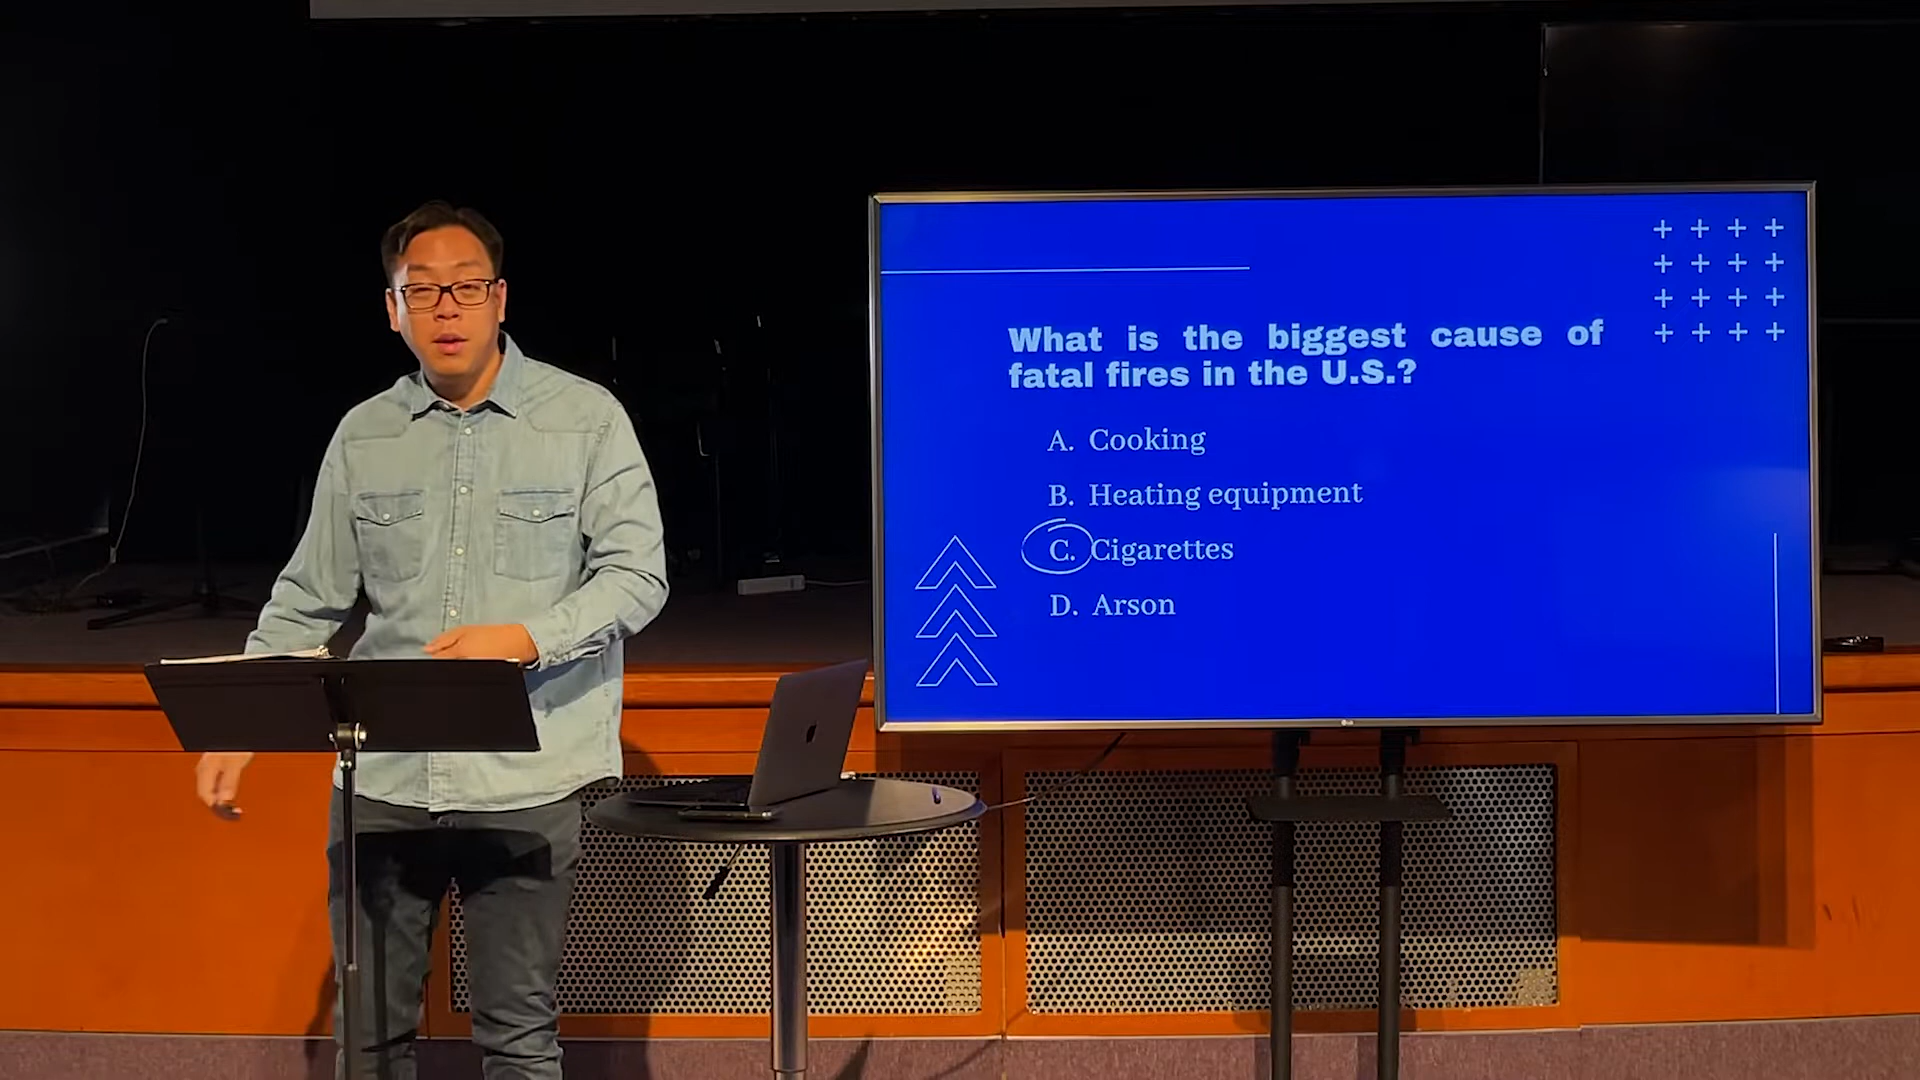 What is the biggest cause of
fatal fires in the U.S.?
A. Cooking
B. Heating equipment
C. Cigarettes
D. Arson